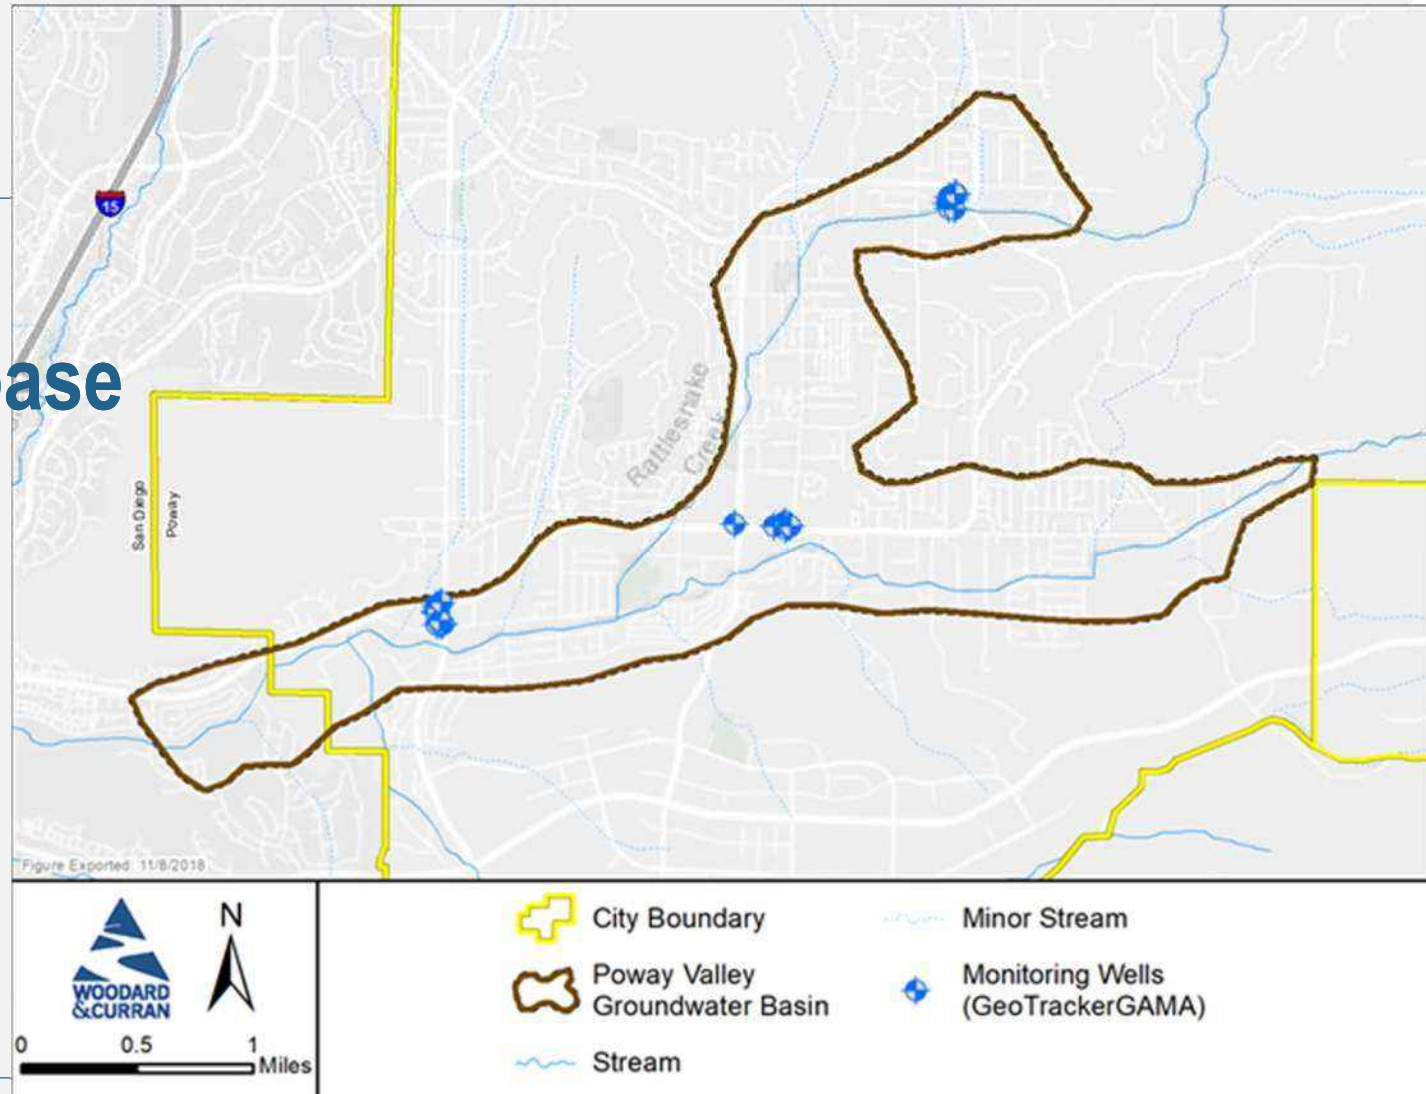 15
ase
San Diego
Poway
Rattlesnake
Creek
Figure Exported: 11/8/2018
WOODARD
&CURRAN
N
0 0.5 1
Miles
City Boundary
Poway Valley
Groundwater Basin
Stream
Minor Stream
Monitoring Wells
(GeoTrackerGAMA)